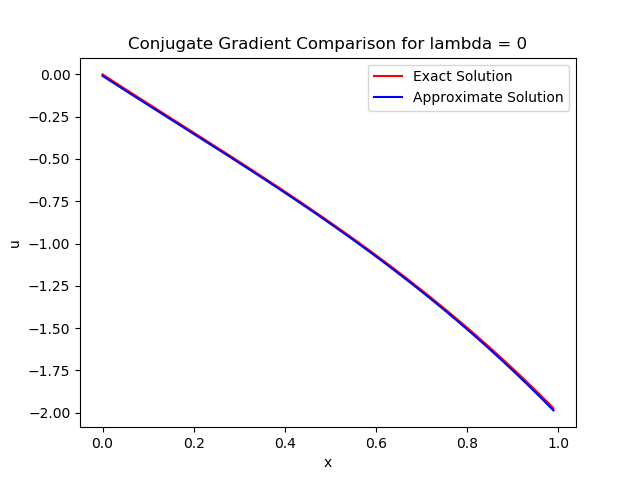 Conjugate Gradient Comparison for lambda = 0
Exact Solution
Approximate Solution
0.00
−0.25
−0.50
−0.75
−1.00
−1.25
−1.50
−1.75
−2.00
u
0.0 0.2 0.4 0.6 0.8 1.0
x